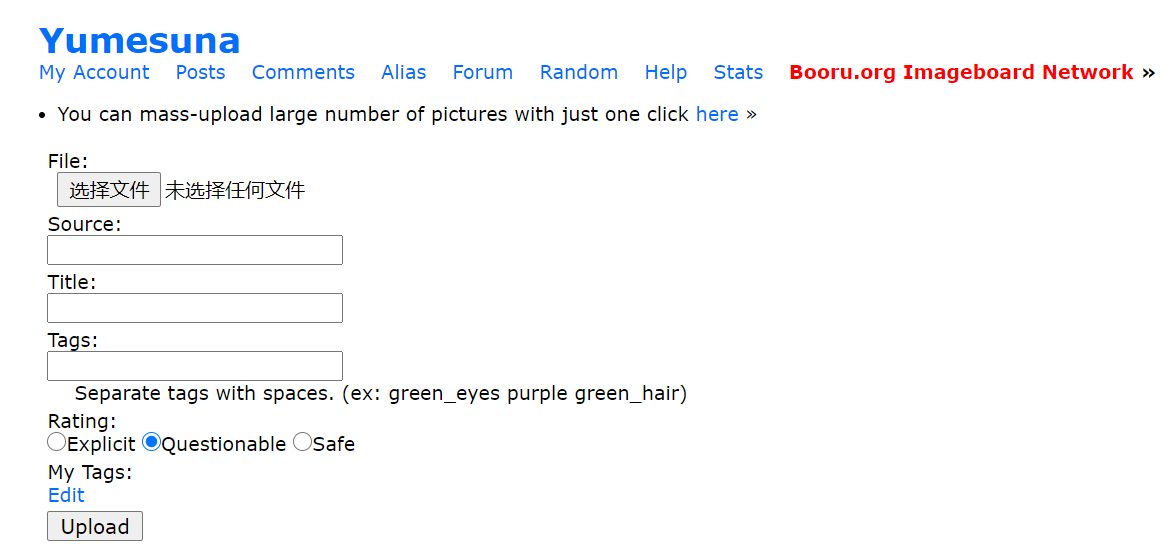 Yumesuna
My Account Posts Comments Alias Forum Random Help Stats Booru.org Imageboard Network »
• You can mass-upload large number of pictures with just one click here »
File:
选择文件 未选择任何文件
Source:
Title:
Tags:
Separate tags with spaces. (ex: green_eyes purple green_hair)
Rating:
Explicit Questionable Safe
My Tags:
Edit
Upload